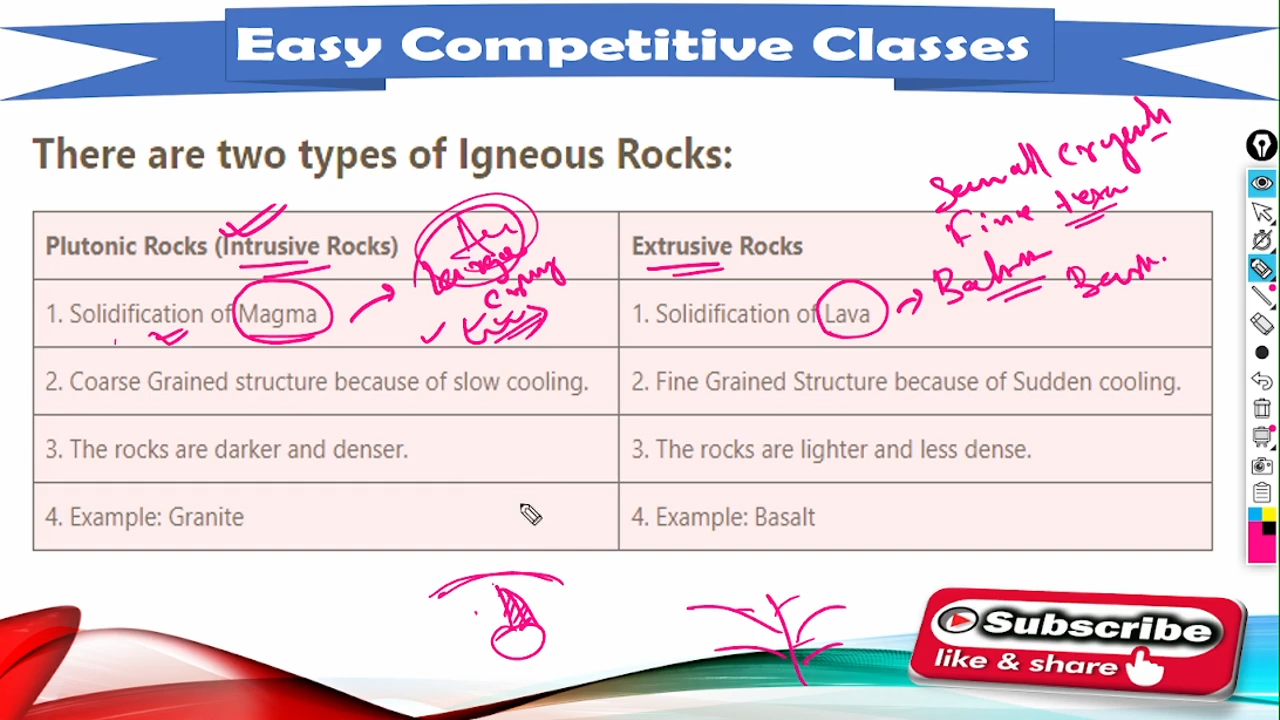 Easy Competitive Classes
There are two types of Igneous Rocks:
Small
Fine
Plutonic Rocks (Intrusive Rocks)
Extrusive Rocks
1. Solidification of Magma
1. Solidification of Lava
2. Coarse Grained structure because of slow cooling.
2. Fine Grained Structure because of Sudden cooling.
3. The rocks are darker and denser.
3. The rocks are lighter and less dense.
4. Example: Granite
4. Example: Basalt
Subscribe
like & share